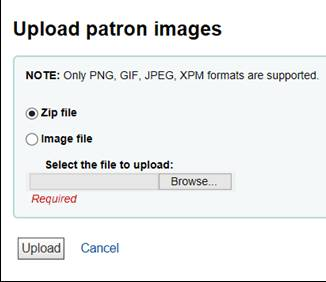 Upload patron images
NOTE: Only PNG, GIF, JPEG, XPM formats are supported.
Zip file
Image file
Select the file to upload:
Browse...
Required
Upload Cancel